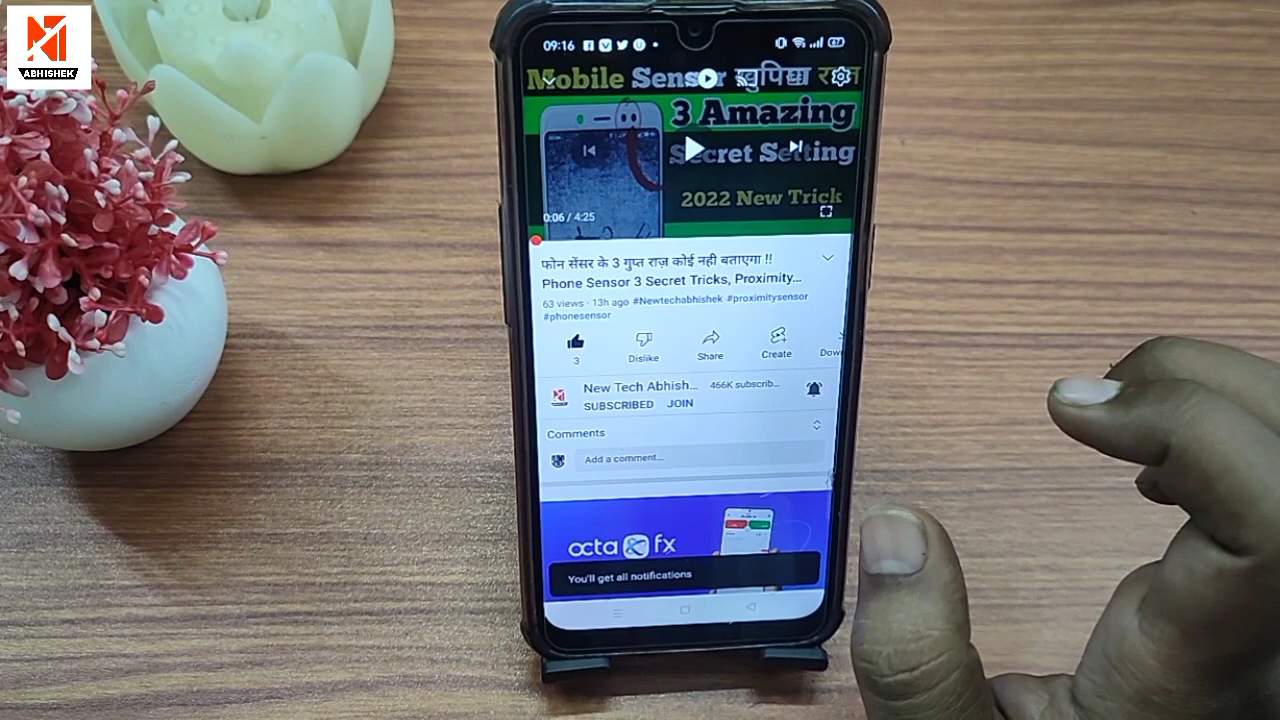 ABHISHEK
09:16
Mobile Sensor खुफिया राज
3 Amazing
Secret Setting
2022 New Trick
0:06 / 4:25
फोन सेंसर के 3 गुप्त राज़ कोई नही बताएगा !!
Phone Sensor 3 Secret Tricks, Proximity...
63 views · 13h ago #Newtechabhishek #proximitysensor
#phonesensor
3
Dislike
Share
Create
Dow
New Tech Abhish... 466K subscrib...
SUBSCRIBED JOIN
Comments
Add a comment...
octa fx
You'll get all notifications